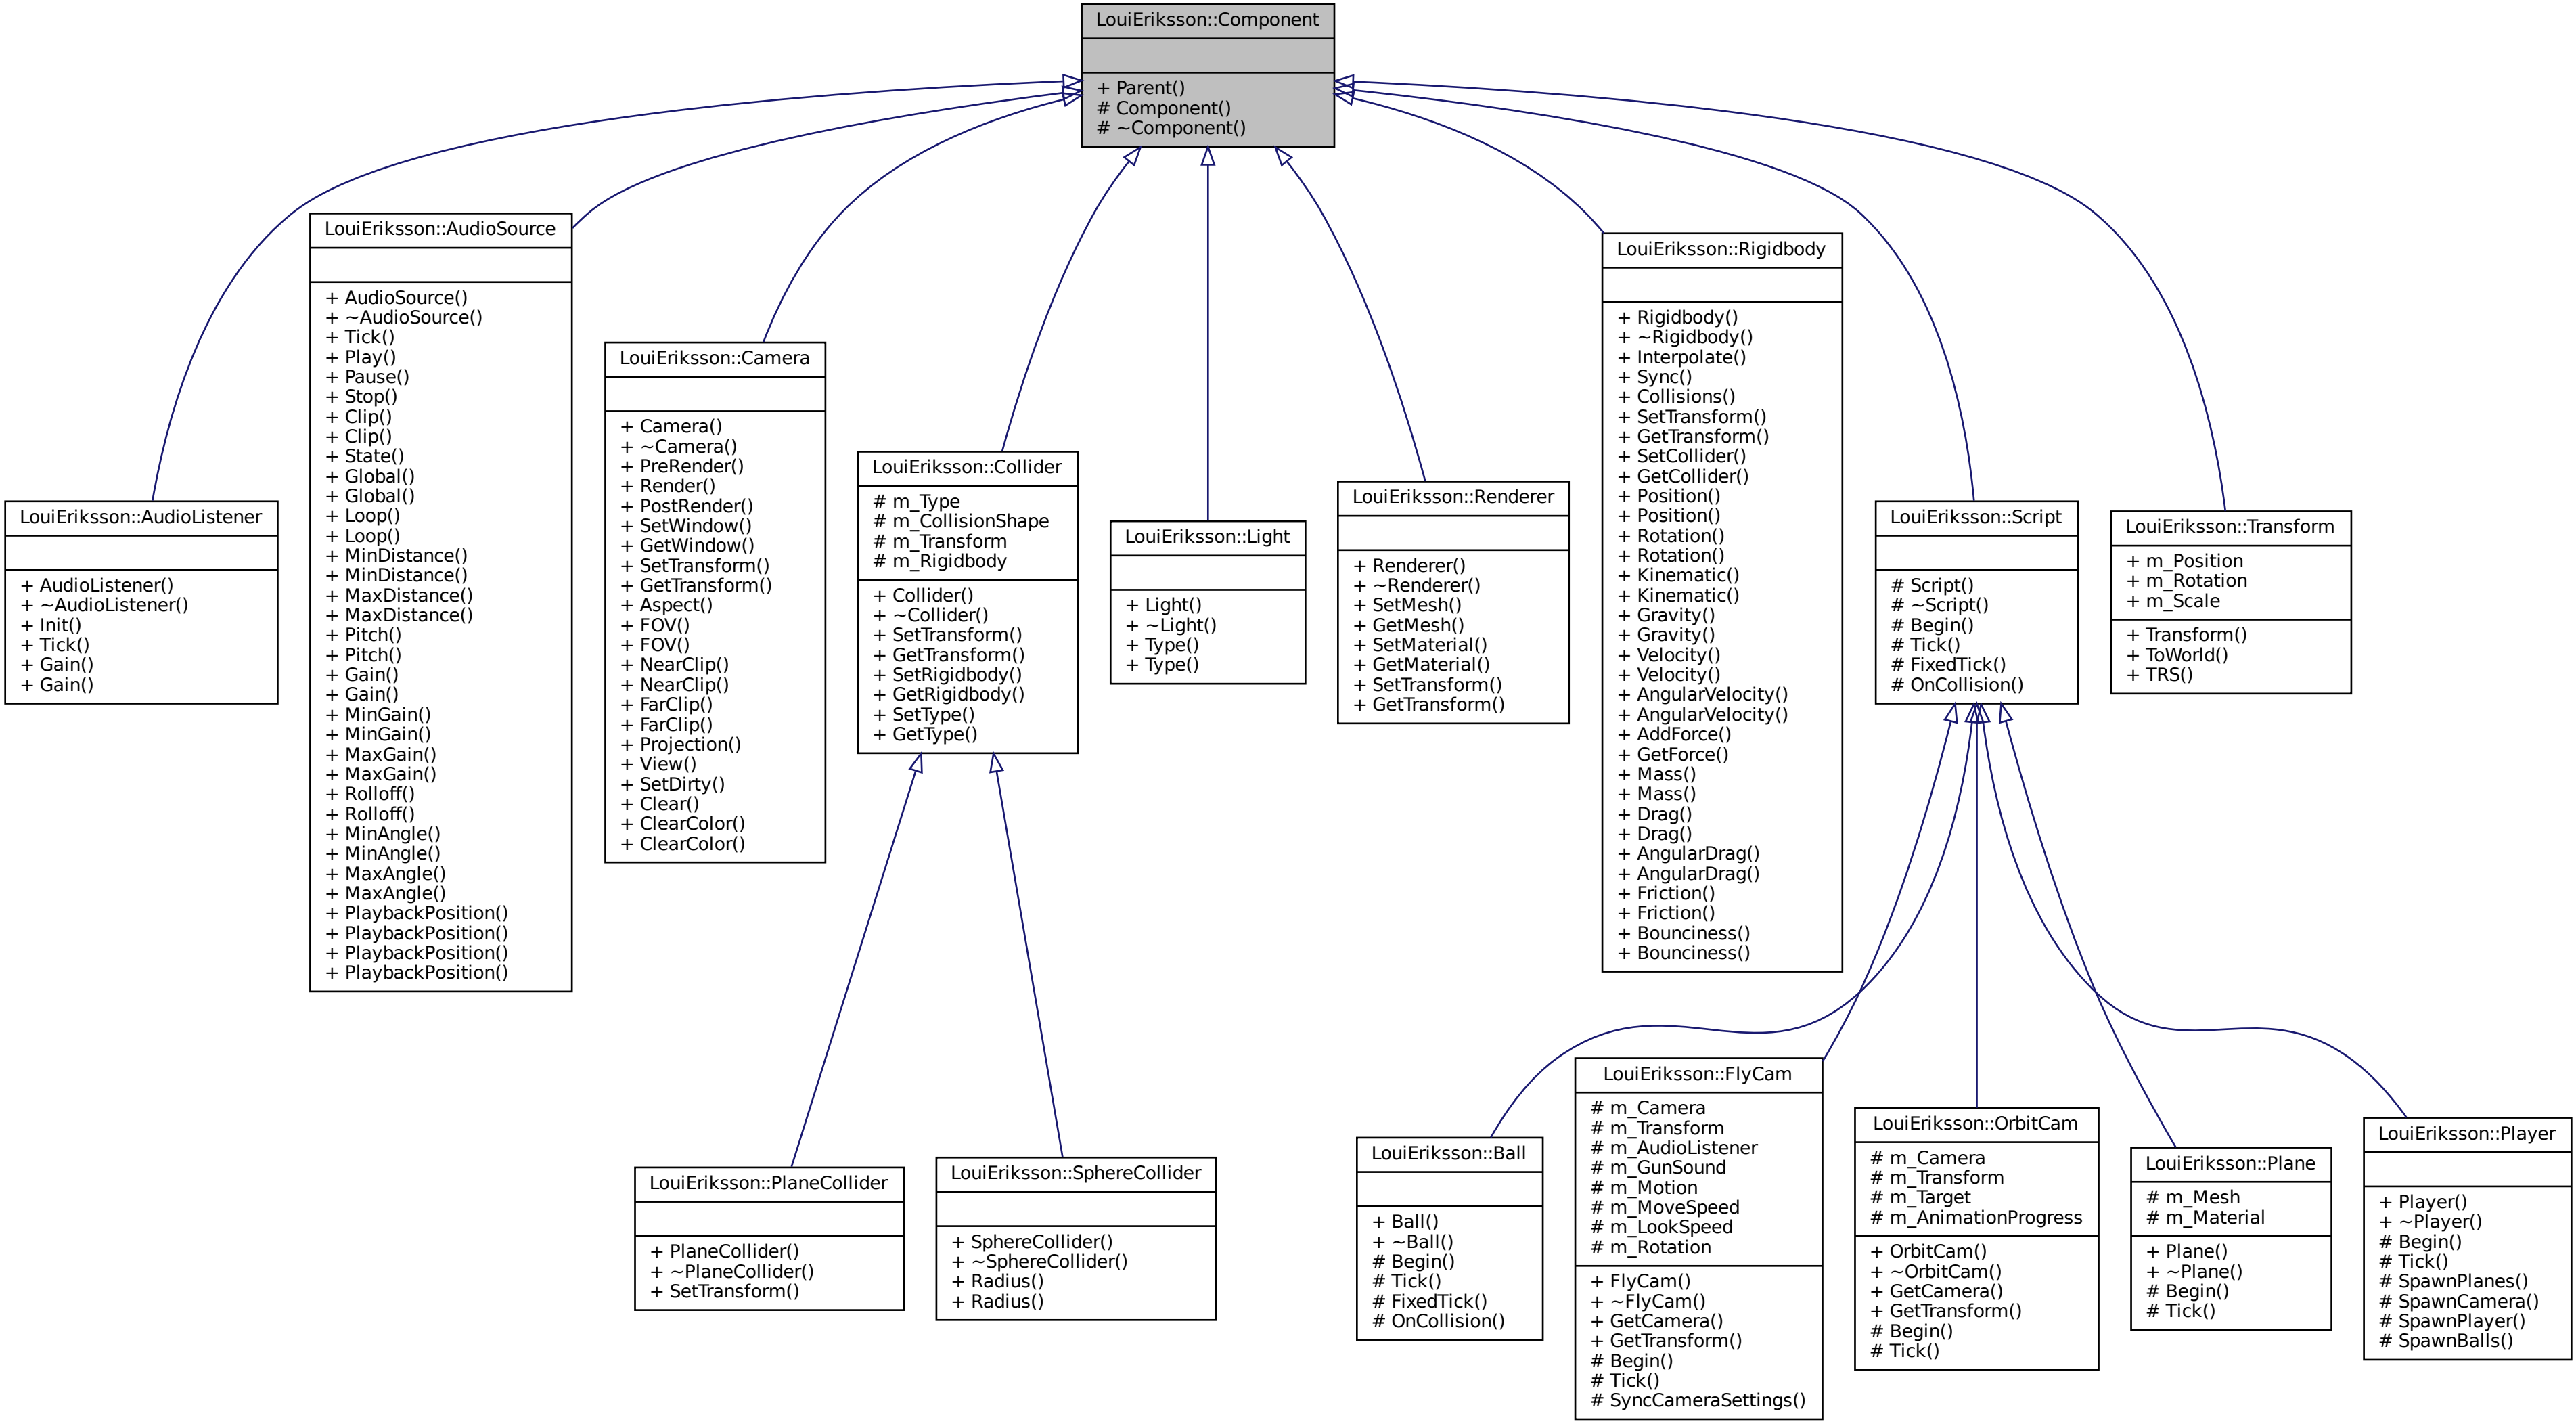 LouiEriksson::Component
+ Parent()
# Component()
# ~Component()
LouiEriksson::AudioListener
+ AudioListener()
+ ~AudioListener()
+ Init()
+ Tick()
+ Gain()
+ Gain()
LouiEriksson::AudioSource
+ AudioSource()
+ ~AudioSource()
+ Tick()
+ Play()
+ Pause()
+ Stop()
+ Clip()
+ Clip()
+ State()
+ Global()
+ Global()
+ Loop()
+ Loop()
+ MinDistance()
+ MinDistance()
+ MaxDistance()
+ MaxDistance()
+ Pitch()
+ Pitch()
+ Gain()
+ Gain()
+ MinGain()
+ MinGain()
+ MaxGain()
+ MaxGain()
+ Rolloff()
+ Rolloff()
+ MinAngle()
+ MinAngle()
+ MaxAngle()
+ MaxAngle()
+ PlaybackPosition()
+ PlaybackPosition()
+ PlaybackPosition()
+ PlaybackPosition()
LouiEriksson::Camera
+ Camera()
+ ~Camera()
+ PreRender()
+ Render()
+ PostRender()
+ SetWindow()
+ GetWindow()
+ SetTransform()
+ GetTransform()
+ Aspect()
+ FOV()
+ FOV()
+ NearClip()
+ NearClip()
+ FarClip()
+ FarClip()
+ Projection()
+ View()
+ SetDirty()
+ Clear()
+ ClearColor()
+ ClearColor()
LouiEriksson::Collider
# m_Type
# m_CollisionShape
# m_Transform
# m_Rigidbody
+ Collider()
+ ~Collider()
+ SetTransform()
+ GetTransform()
+ SetRigidbody()
+ GetRigidbody()
+ SetType()
+ GetType()
LouiEriksson::Light
+ Light()
+ ~Light()
+ Type()
+ Type()
LouiEriksson::Renderer
+ Renderer()
+ ~Renderer()
+ SetMesh()
+ GetMesh()
+ SetMaterial()
+ GetMaterial()
+ SetTransform()
+ GetTransform()
LouiEriksson::Rigidbody
+ Rigidbody()
+ ~Rigidbody()
+ Interpolate()
+ Sync()
+ Collisions()
+ SetTransform()
+ GetTransform()
+ SetCollider()
+ GetCollider()
+ Position()
+ Position()
+ Rotation()
+ Rotation()
+ Kinematic()
+ Kinematic()
+ Gravity()
+ Gravity()
+ Velocity()
+ Velocity()
+ AngularVelocity()
+ AngularVelocity()
+ AddForce()
+ GetForce()
+ Mass()
+ Mass()
+ Drag()
+ Drag()
+ AngularDrag()
+ AngularDrag()
+ Friction()
+ Friction()
+ Bounciness()
+ Bounciness()
LouiEriksson::Script
# Script()
# ~Script()
# Begin()
# Tick()
# FixedTick()
# OnCollision()
LouiEriksson::Transform
+ m_Position
+ m_Rotation
+ m_Scale
+ Transform()
+ ToWorld()
+ TRS()
LouiEriksson::PlaneCollider
+ PlaneCollider()
+ ~PlaneCollider()
+ SetTransform()
LouiEriksson::SphereCollider
+ SphereCollider()
+ ~SphereCollider()
+ Radius()
+ Radius()
LouiEriksson::Ball
+ Ball()
+ ~Ball()
# Begin()
# Tick()
# FixedTick()
# OnCollision()
LouiEriksson::FlyCam
# m_Camera
# m_Transform
# m_AudioListener
# m_GunSound
# m_Motion
# m_MoveSpeed
# m_LookSpeed
# m_Rotation
+ FlyCam()
+ ~FlyCam()
+ GetCamera()
+ GetTransform()
# Begin()
# Tick()
# SyncCameraSettings()
LouiEriksson::OrbitCam
# m_Camera
# m_Transform
# m_Target
# m_AnimationProgress
+ OrbitCam()
+ ~OrbitCam()
+ GetCamera()
+ GetTransform()
# Begin()
# Tick()
LouiEriksson::Plane
# m_Mesh
# m_Material
+ Plane()
+ ~Plane()
# Begin()
# Tick()
LouiEriksson::Player
+ Player()
+ ~Player()
# Begin()
# Tick()
# SpawnPlanes()
# SpawnCamera()
# SpawnPlayer()
# SpawnBalls()